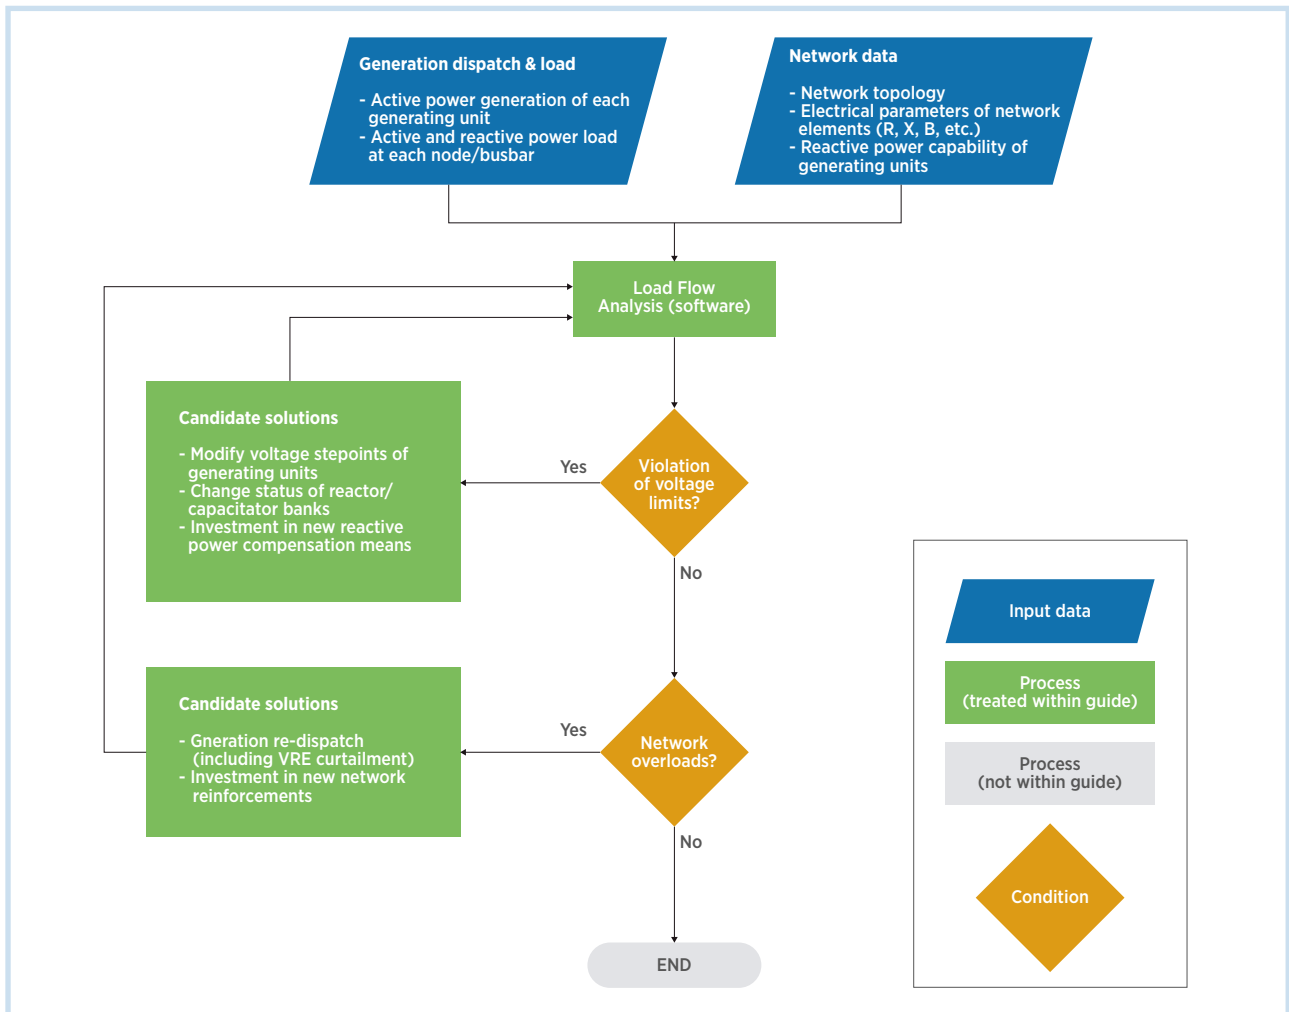 Generation dispatch & load
- Active power generation of each
generating unit
- Active and reactive power load
at each node/busbar
Network data
- Network topology
- Electrical parameters of network
elements (R, X, B, etc.)
- Reactive power capability of
generating units
Load Flow
Analysis (software)
Candidate solutions
- Modify voltage stepoints of
generating units
- Change status of reactor/
capacitator banks
- Investment in new reactive
power compensation means
Yes
Violation
of voltage
limits?
No
Candidate solutions
- Gneration re-dispatch
(including VRE curtailment)
- Investment in new network
reinforcements
Yes
Network
overloads?
No
END
Input data
Process
(treated within guide)
Process
(not within guide)
Condition